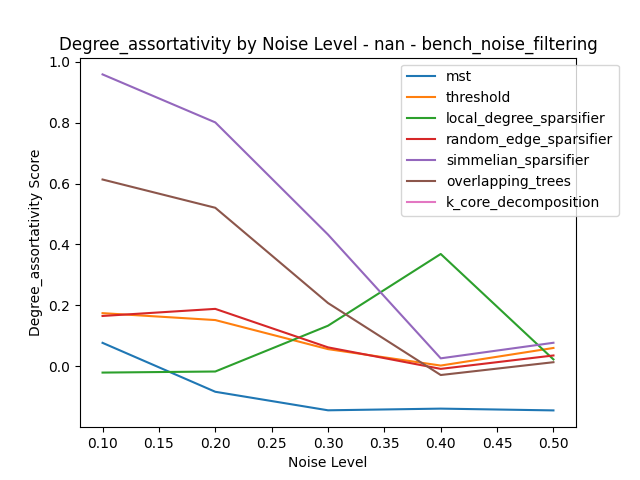 Degree_assortativity by Noise Level - nan - bench_noise_filtering
Degree_assortativity Score
1.0
0.8
0.6
0.4
0.2
0.0
mst
threshold
local_degree_sparsifier
random_edge_sparsifier
simmelian_sparsifier
overlapping_trees
k_core_decomposition
0.10 0.15 0.20 0.25 0.30 0.35 0.40 0.45 0.50
Noise Level